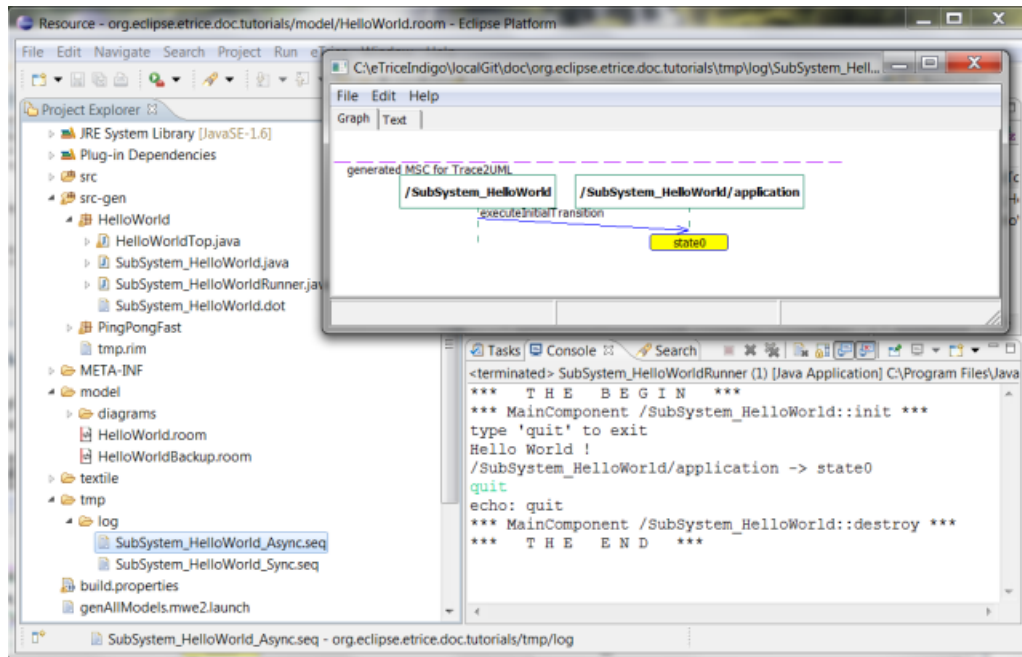 Resource - org.eclipse.etrice.doc.tutorials/model/HelloWorld.room - Eclipse Platform
File Edit Navigate Search Project Run
C:\eTriceIndigo\localGit\doc\org.eclipse.etrice.doc.tutorials\tmp\log\SubSystem_Hell...
File Edit Help
Graph Text
generated MSC for Trace2UML
/SubSystem_HelloWorld /SubSystem_HelloWorld/application
executeInitialTransition
state0
Project Explorer
JRE System Library [JavaSE-1.6]
Plug-in Dependencies
src
src-gen
HelloWorld
HelloWorldTop.java
SubSystem_HelloWorld.java
SubSystem_HelloWorldRunner.jav
SubSystem_HelloWorld.dot
PingPongFast
tmp.rim
META-INF
model
diagrams
HelloWorld.room
HelloWorldBackup.room
textile
tmp
log
SubSystem_HelloWorld_Async.seq
SubSystem_HelloWorld_Sync.seq
build.properties
genAllModels.mwe2.launch
Tasks Console Search
<terminated> SubSystem_HelloWorldRunner (1) [Java Application] C:\Program Files\Java
*** T H E B E G I N ***
*** MainComponent /SubSystem_HelloWorld::init ***
type 'quit' to exit
Hello World !
/SubSystem_HelloWorld/application -> state0
quit
echo: quit
*** MainComponent /SubSystem_HelloWorld::destroy ***
*** T H E E N D ***
SubSystem_HelloWorld_Async.seq - org.eclipse.etrice.doc.tutorials/tmp/log